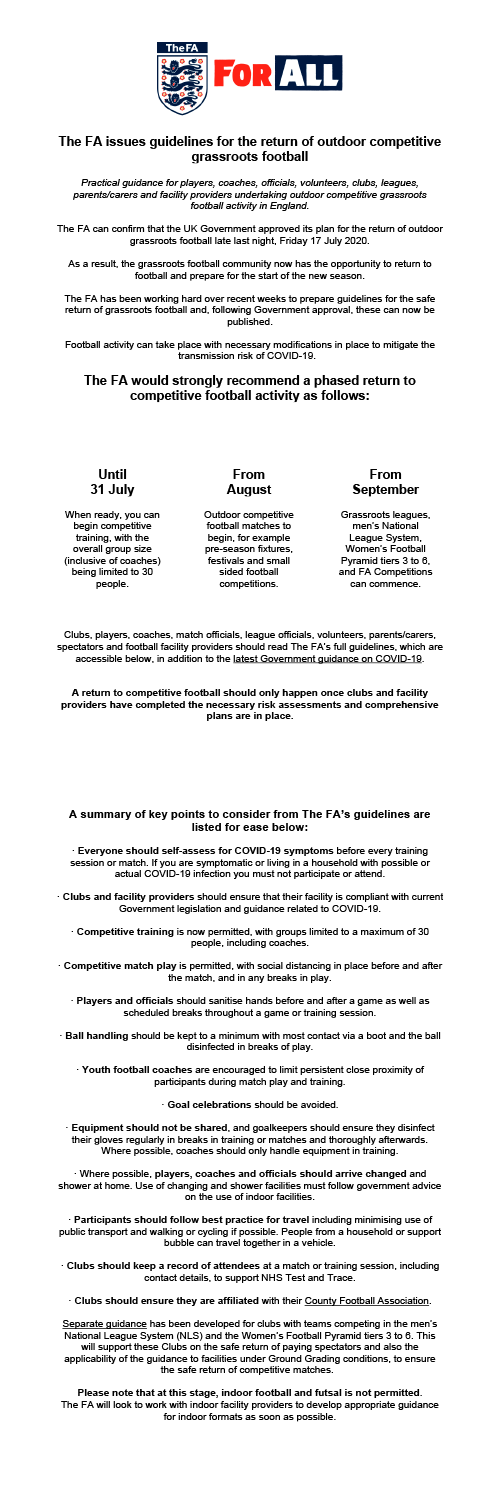 The FA
FOR ALL
The FA issues guidelines for the return of outdoor competitive
grassroots football
Practical guidance for players, coaches, officials, volunteers, clubs, leagues,
parents/carers and facility providers undertaking outdoor competitive grassroots
football activity in England.
The FA can confirm that the UK Government approved its plan for the return of outdoor
grassroots football late last night, Friday 17 July 2020.
As a result, the grassroots football community now has the opportunity to return to
football and prepare for the start of the new season.
The FA has been working hard over recent weeks to prepare guidelines for the safe
return of grassroots football and, following Government approval, these can now be
published.
Football activity can take place with necessary modifications in place to mitigate the
transmission risk of COVID-19.
The FA would strongly recommend a phased return to
competitive football activity as follows:
Until
31 July
When ready, you can
begin competitive
training, with the
overall group size
(inclusive of coaches)
being limited to 30
people.
From
August
Outdoor competitive
football matches to
begin, for example
pre-season fixtures,
festivals and small
sided football
competitions.
From
September
Grassroots leagues,
men's National
League System,
Women's Football
Pyramid tiers 3 to 6,
and FA Competitions
can commence.
Clubs, players, coaches, match officials, league officials, volunteers, parents/carers,
spectators and football facility providers should read The FA's full guidelines, which are
accessible below, in addition to the latest Government guidance on COVID-19.
A return to competitive football should only happen once clubs and facility
providers have completed the necessary risk assessments and comprehensive
plans are in place.
A summary of key points to consider from The FA's guidelines are
listed for ease below:
· Everyone should self-assess for COVID-19 symptoms before every training
session or match. If you are symptomatic or living in a household with possible or
actual COVID-19 infection you must not participate or attend.
· Clubs and facility providers should ensure that their facility is compliant with current
Government legislation and guidance related to COVID-19.
· Competitive training is now permitted, with groups limited to a maximum of 30
people, including coaches.
· Competitive match play is permitted, with social distancing in place before and after
the match, and in any breaks in play.
· Players and officials should sanitise hands before and after a game as well as
scheduled breaks throughout a game or training session.
· Ball handling should be kept to a minimum with most contact via a boot and the ball
disinfected in breaks of play.
· Youth football coaches are encouraged to limit persistent close proximity of
participants during match play and training.
· Goal celebrations should be avoided.
· Equipment should not be shared, and goalkeepers should ensure they disinfect
their gloves regularly in breaks in training or matches and thoroughly afterwards.
Where possible, coaches should only handle equipment in training.
· Where possible, players, coaches and officials should arrive changed and
shower at home. Use of changing and shower facilities must follow government advice
on the use of indoor facilities.
· Participants should follow best practice for travel including minimising use of
public transport and walking or cycling if possible. People from a household or support
bubble can travel together in a vehicle.
· Clubs should keep a record of attendees at a match or training session, including
contact details, to support NHS Test and Trace.
· Clubs should ensure they are affiliated with their County Football Association.
Separate guidance has been developed for clubs with teams competing in the men's
National League System (NLS) and the Women's Football Pyramid tiers 3 to 6. This
will support these Clubs on the safe return of paying spectators and also the
applicability of the guidance to facilities under Ground Grading conditions, to ensure
the safe return of competitive matches.
Please note that at this stage, indoor football and futsal is not permitted.
The FA will look to work with indoor facility providers to develop appropriate guidance
for indoor formats as soon as possible.